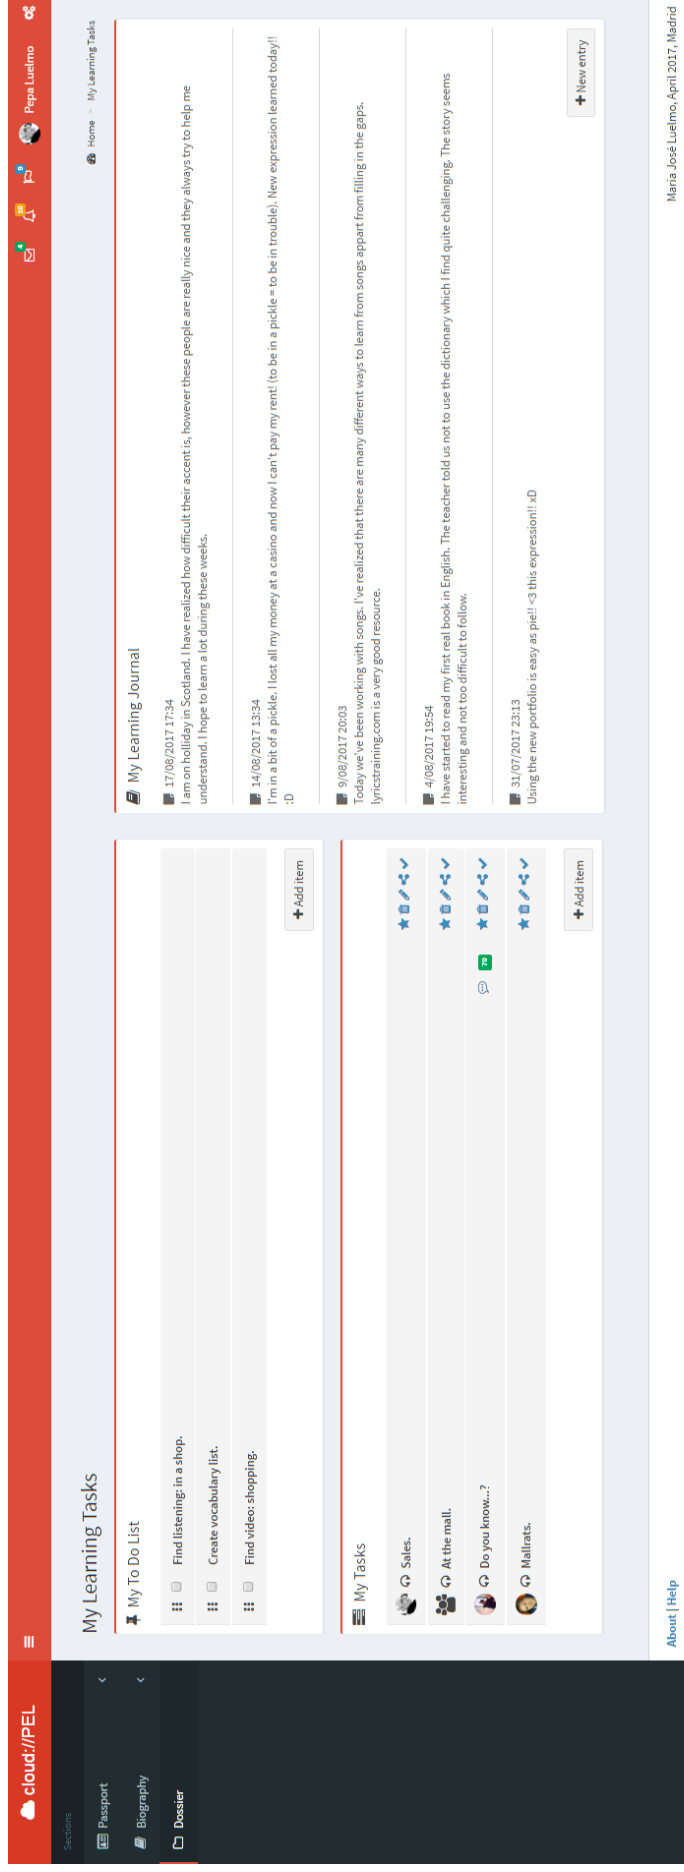 cloud://PEL
4
10
9
Pepa Luelmo
Sections
Passport
Biography
Dossier
My Learning Tasks
Home > My Learning Tasks
My To Do List
Find listening: in a shop.
Create vocabulary list.
Find video: shopping.
Add item
My Tasks
Sales.
At the mall.
Do you know...?
70
Mallrats.
Add item
My Learning Journal
17/08/2017 17:34
I am on holliday in Scotland. I have realized how difficult their accent is, however these people are really nice and they always try to help me
understand. I hope to learn a lot during these weeks.
14/08/2017 13:34
I'm in a bit of a pickle. I lost all my money at a casino and now I can't pay my rent! (to be in a pickle = to be in trouble). New expression learned today!!
:D
9/08/2017 20:03
Today we've been working with songs. I've realized that there are many different ways to learn from songs appart from filling in the gaps.
lyricstraining.com is a very good resource.
4/08/2017 19:54
I have started to read my first real book in English. The teacher told us not to use the dictionary which I find quite challenging. The story seems
interesting and not too difficult to follow.
31/07/2017 23:13
Using the new portfolio is easy as pie!! <3 this expression!! xD
New entry
About | Help
María José Luelmo, April 2017, Madrid